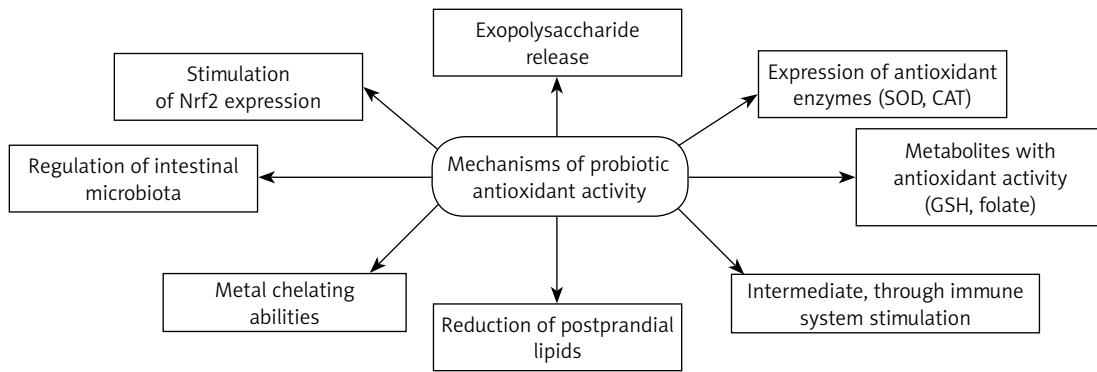 Exopolysaccharide
release
Stimulation
of Nrf2 expression
Expression of antioxidant
enzymes (SOD, CAT)
Regulation of intestinal
microbiota
Mechanisms of probiotic
antioxidant activity
Metabolites with
antioxidant activity
(GSH, folate)
Metal chelating
abilities
Reduction of postprandial
lipids
Intermediate, through immune
system stimulation